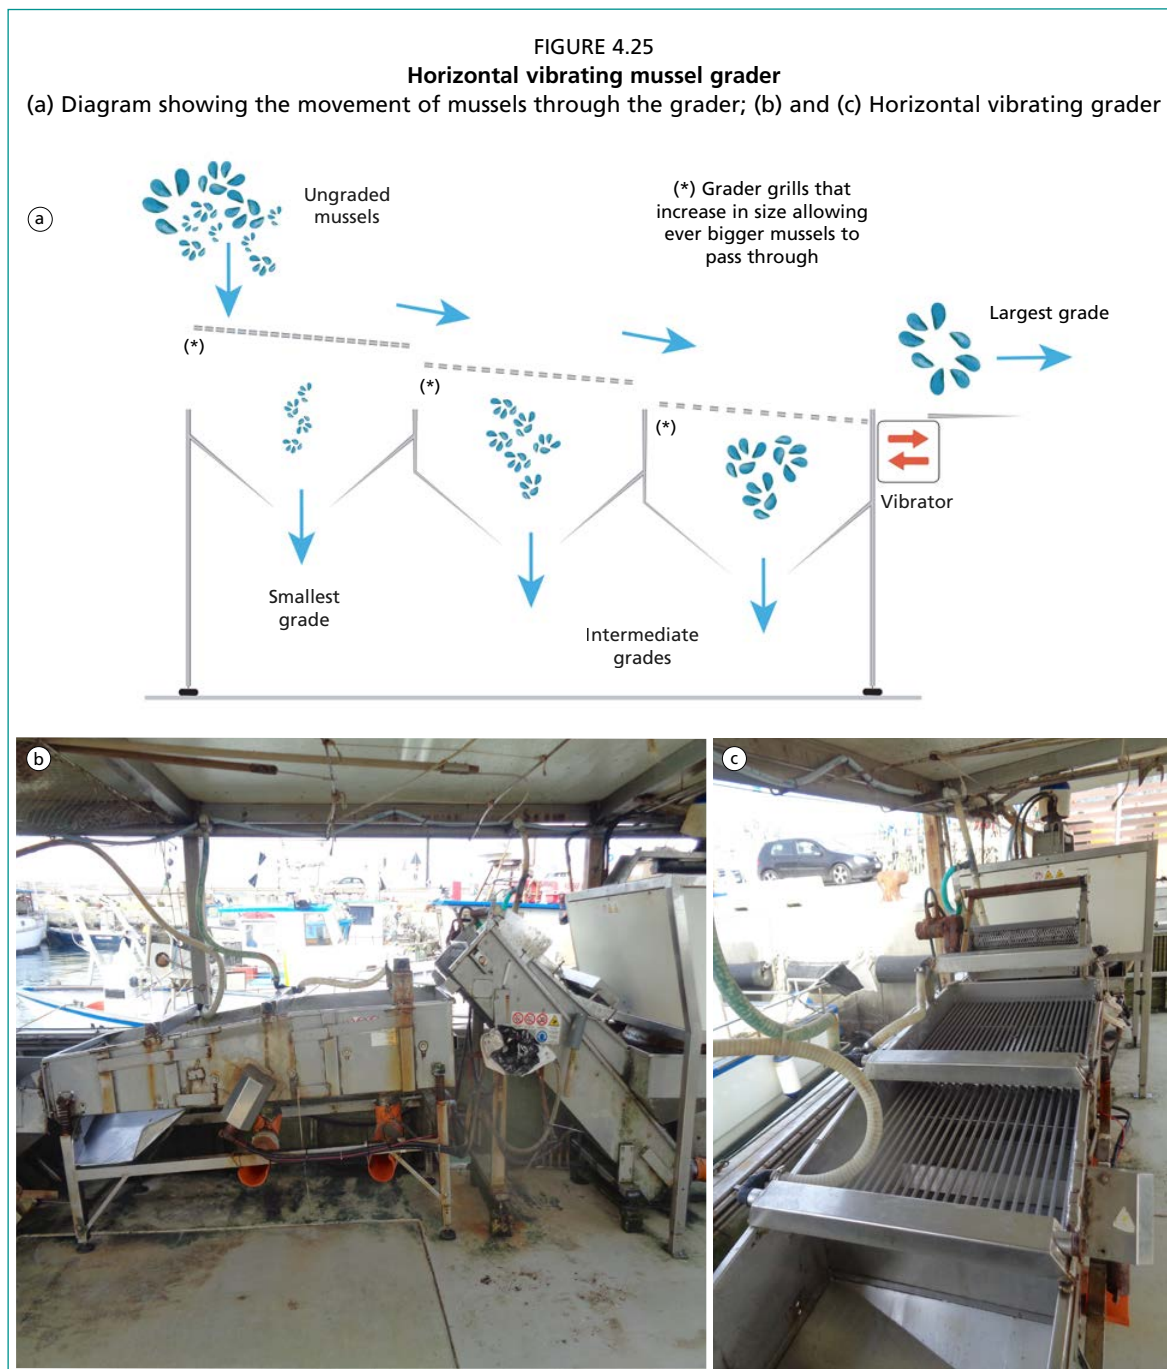 FIGURE 4.25
Horizontal vibrating mussel grader
(a) Diagram showing the movement of mussels through the grader; (b) and (c) Horizontal vibrating grader
a
Ungraded
mussels
(*) Grader grills that
increase in size allowing
ever bigger mussels to
pass through
Largest grade
(*)
(*)
(*)
Vibrator
Smallest
grade
Intermediate
grades
b
c